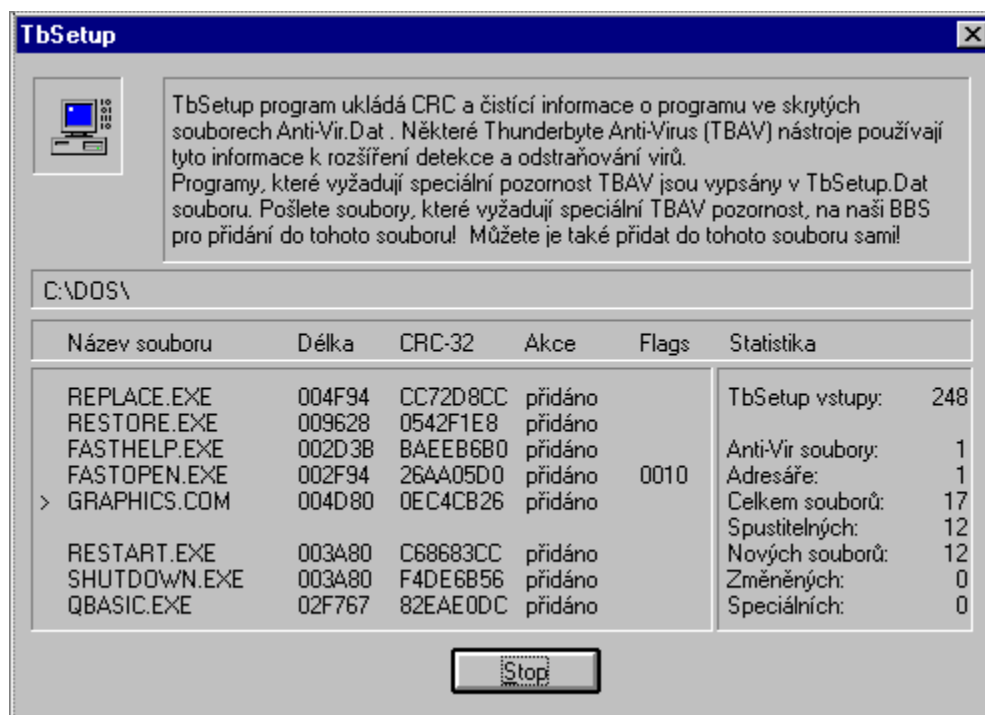 TbSetup
TbSetup program ukládá CRC a čistící informace o programu ve skrytých
souborech Anti-Vir.Dat . Některé Thunderbyte Anti-Virus (TBAV) nástroje používají
tyto informace k rozšíření detekce a odstraňování virů.
Programy, které vyžadují speciální pozornost TBAV jsou vypsány v TbSetup.Dat
souboru. Pošlete soubory, které vyžadují speciální TBAV pozornost, na naši BBS
pro přidání do tohoto souboru!  Můžete je také přidat do tohoto souboru sami!
C:\DOS\
Název souboru Délka CRC-32 Akce Flags Statistika
REPLACE.EXE 004F94 CC72D8CC přidáno TbSetup vstupy: 248
RESTORE.EXE 009628 0542F1E8 přidáno
FASTHELP.EXE 002D3B BAEEB6B0 přidáno Anti-Vir soubory: 1
FASTOPEN.EXE 002F94 26AA05D0 přidáno 0010 Adresáře: 1
> GRAPHICS.COM 004D80 0EC4CB26 přidáno Celkem souborů: 17
Spustitelných: 12
RESTART.EXE 003A80 C68683CC přidáno Nových souborů: 12
SHUTDOWN.EXE 003A80 F4DE6B56 přidáno Změněných: 0
QBASIC.EXE 02F767 82EAE0DC přidáno Speciálních: 0
Stop